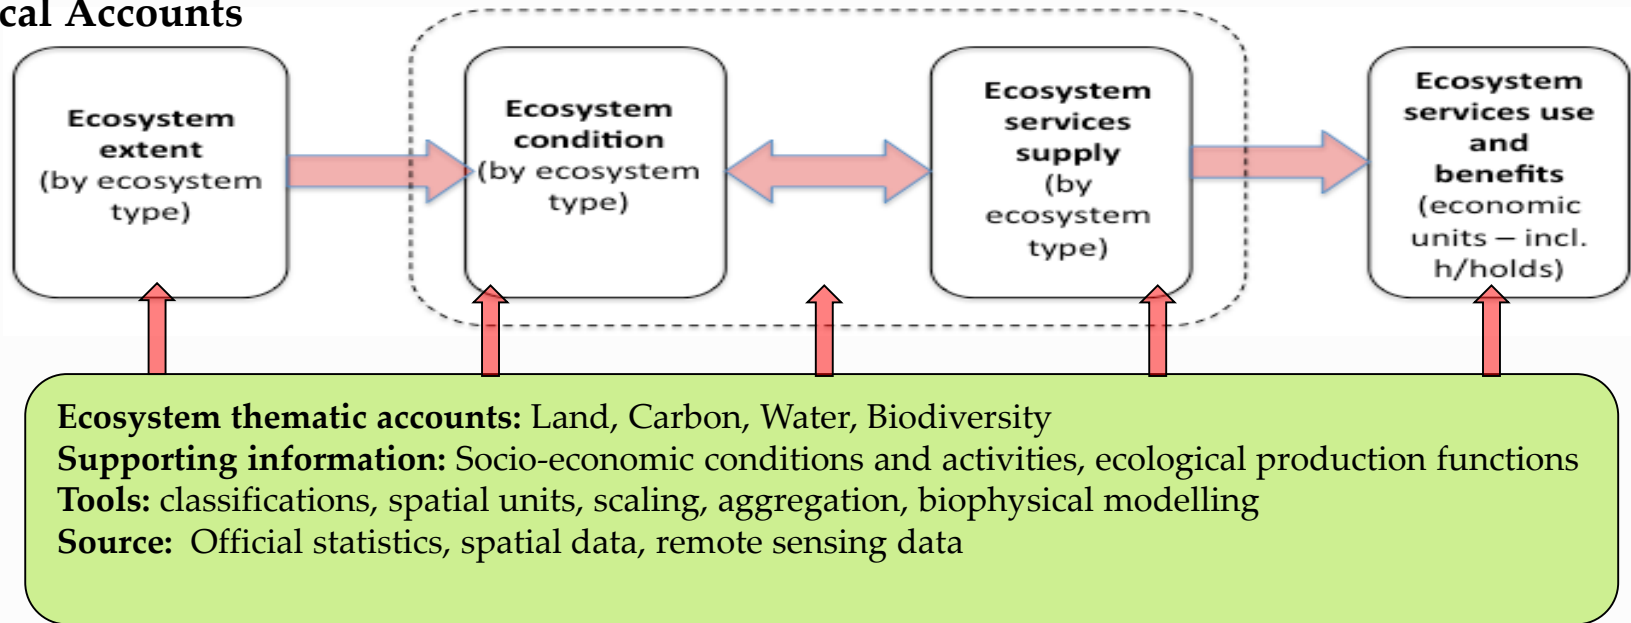 cal Accounts
Ecosystem
extent
(by ecosystem
type)
Ecosystem
condition
(by ecosystem
type)
Ecosystem
services
supply
(by
ecosystem
type)
Ecosystem
services use
and
benefits
(economic
units – incl.
h/holds)
Ecosystem thematic accounts: Land, Carbon, Water, Biodiversity
Supporting information: Socio-economic conditions and activities, ecological production functions
Tools: classifications, spatial units, scaling, aggregation, biophysical modelling
Source: Official statistics, spatial data, remote sensing data